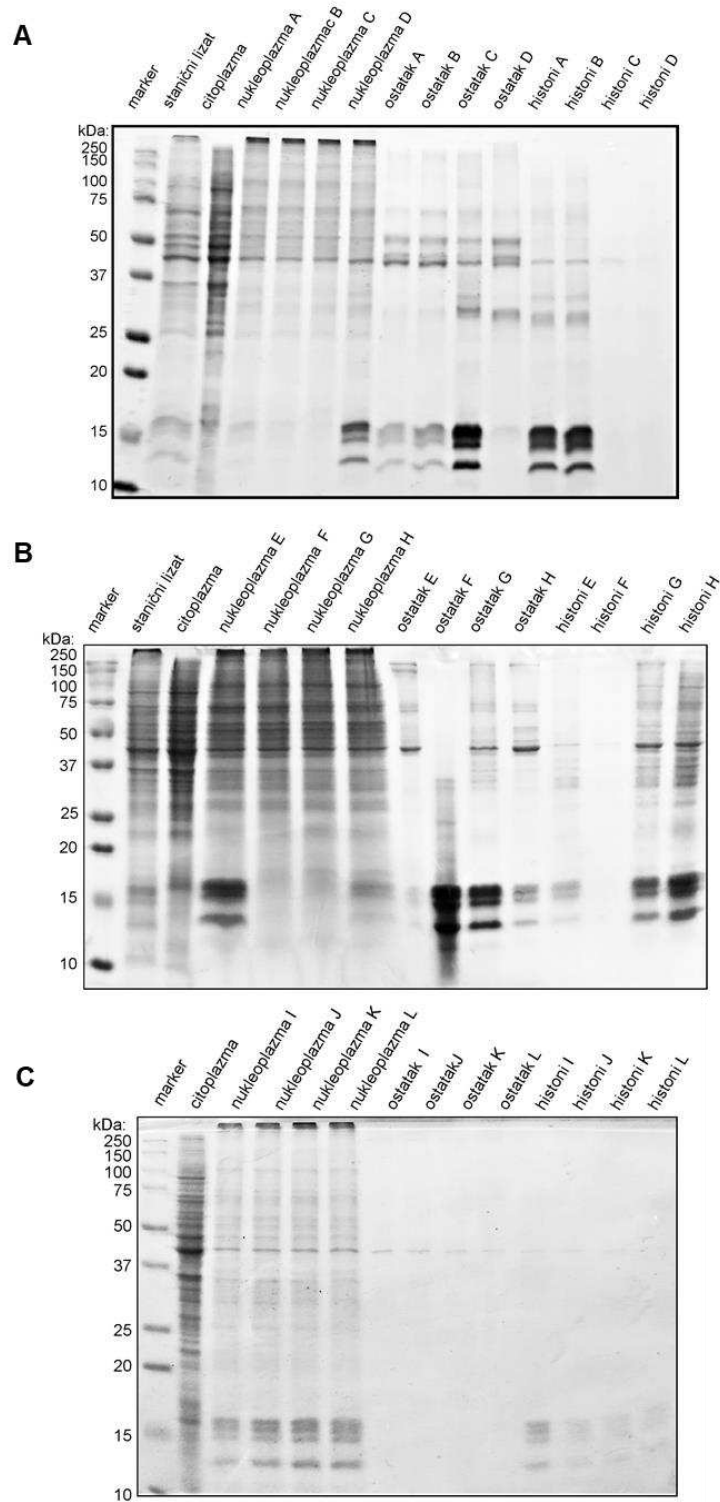 A
marker
stanični lizat
citoplazma
nukleoplazma A
nukleoplazmac B
nukleoplazma C
nukleoplazma D
ostatak A
ostatak B
ostatak C
ostatak D
histoni A
histoni B
histoni C
histoni D
kDa:
250
150
100
75
50
37
25
20
15
10
B
marker
stanični lizat
citoplazma
nukleoplazma E
nukleoplazma F
nukleoplazma G
nukleoplazma H
ostatak E
ostatak F
ostatak G
ostatak H
histoni E
histoni F
histoni G
histoni H
kDa:
250
150
100
75
50
37
25
20
15
10
C
marker
citoplazma
nukleoplazma I
nukleoplazma J
nukleoplazma K
nukleoplazma L
ostatak I
ostatakJ
ostatak K
ostatak L
histoni I
histoni J
histoni K
histoni L
kDa:
250
150
100
75
50
37
25
20
15
10